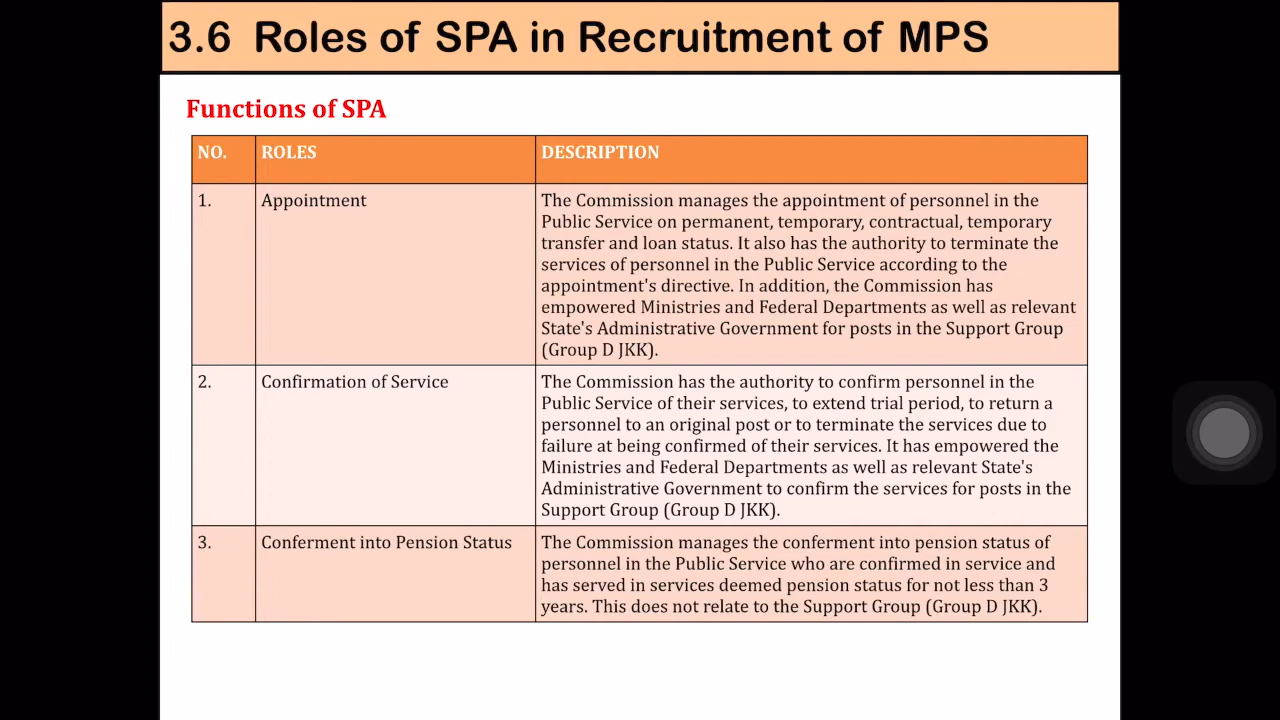 3.6 Roles of SPA in Recruitment of MPS
Functions of SPA
NO.
ROLES
DESCRIPTION
1.
Appointment
The Commission manages the appointment of personnel in the
Public Service on permanent, temporary, contractual, temporary
transfer and loan status. It also has the authority to terminate the
services of personnel in the Public Service according to the
appointment's directive. In addition, the Commission has
empowered Ministries and Federal Departments as well as relevant
State's Administrative Government for posts in the Support Group
(Group D JKK).
2.
Confirmation of Service
The Commission has the authority to confirm personnel in the
Public Service of their services, to extend trial period, to return a
personnel to an original post or to terminate the services due to
failure at being confirmed of their services. It has empowered the
Ministries and Federal Departments as well as relevant State's
Administrative Government to confirm the services for posts in the
Support Group (Group D JKK).
3.
Conferment into Pension Status
The Commission manages the conferment into pension status of
personnel in the Public Service who are confirmed in service and
has served in services deemed pension status for not less than 3
years. This does not relate to the Support Group (Group D JKK).